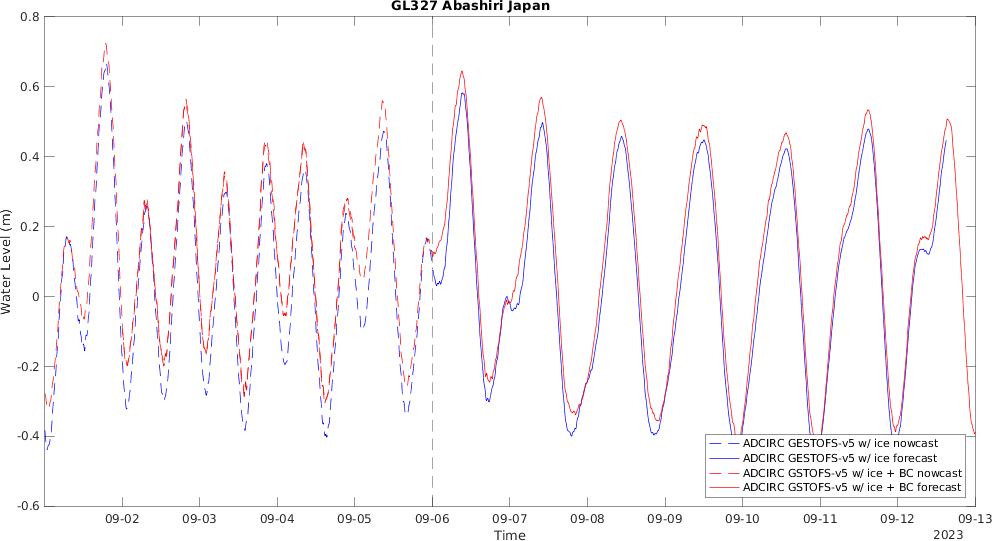 GL327 Abashiri Japan
0.8
0.6
0.4
0.2
0
-0.2
-0.4
-0.6
Water Level (m)
09-02 09-03 09-04 09-05 09-06 09-07 09-08 09-09 09-10 09-11 09-12 09-13
Time
2023
ADCIRC GESTOFS-v5 w/ ice nowcast
ADCIRC GESTOFS-v5 w/ ice forecast
ADCIRC GSTOFS-v5 w/ ice + BC nowcast
ADCIRC GSTOFS-v5 w/ ice + BC forecast